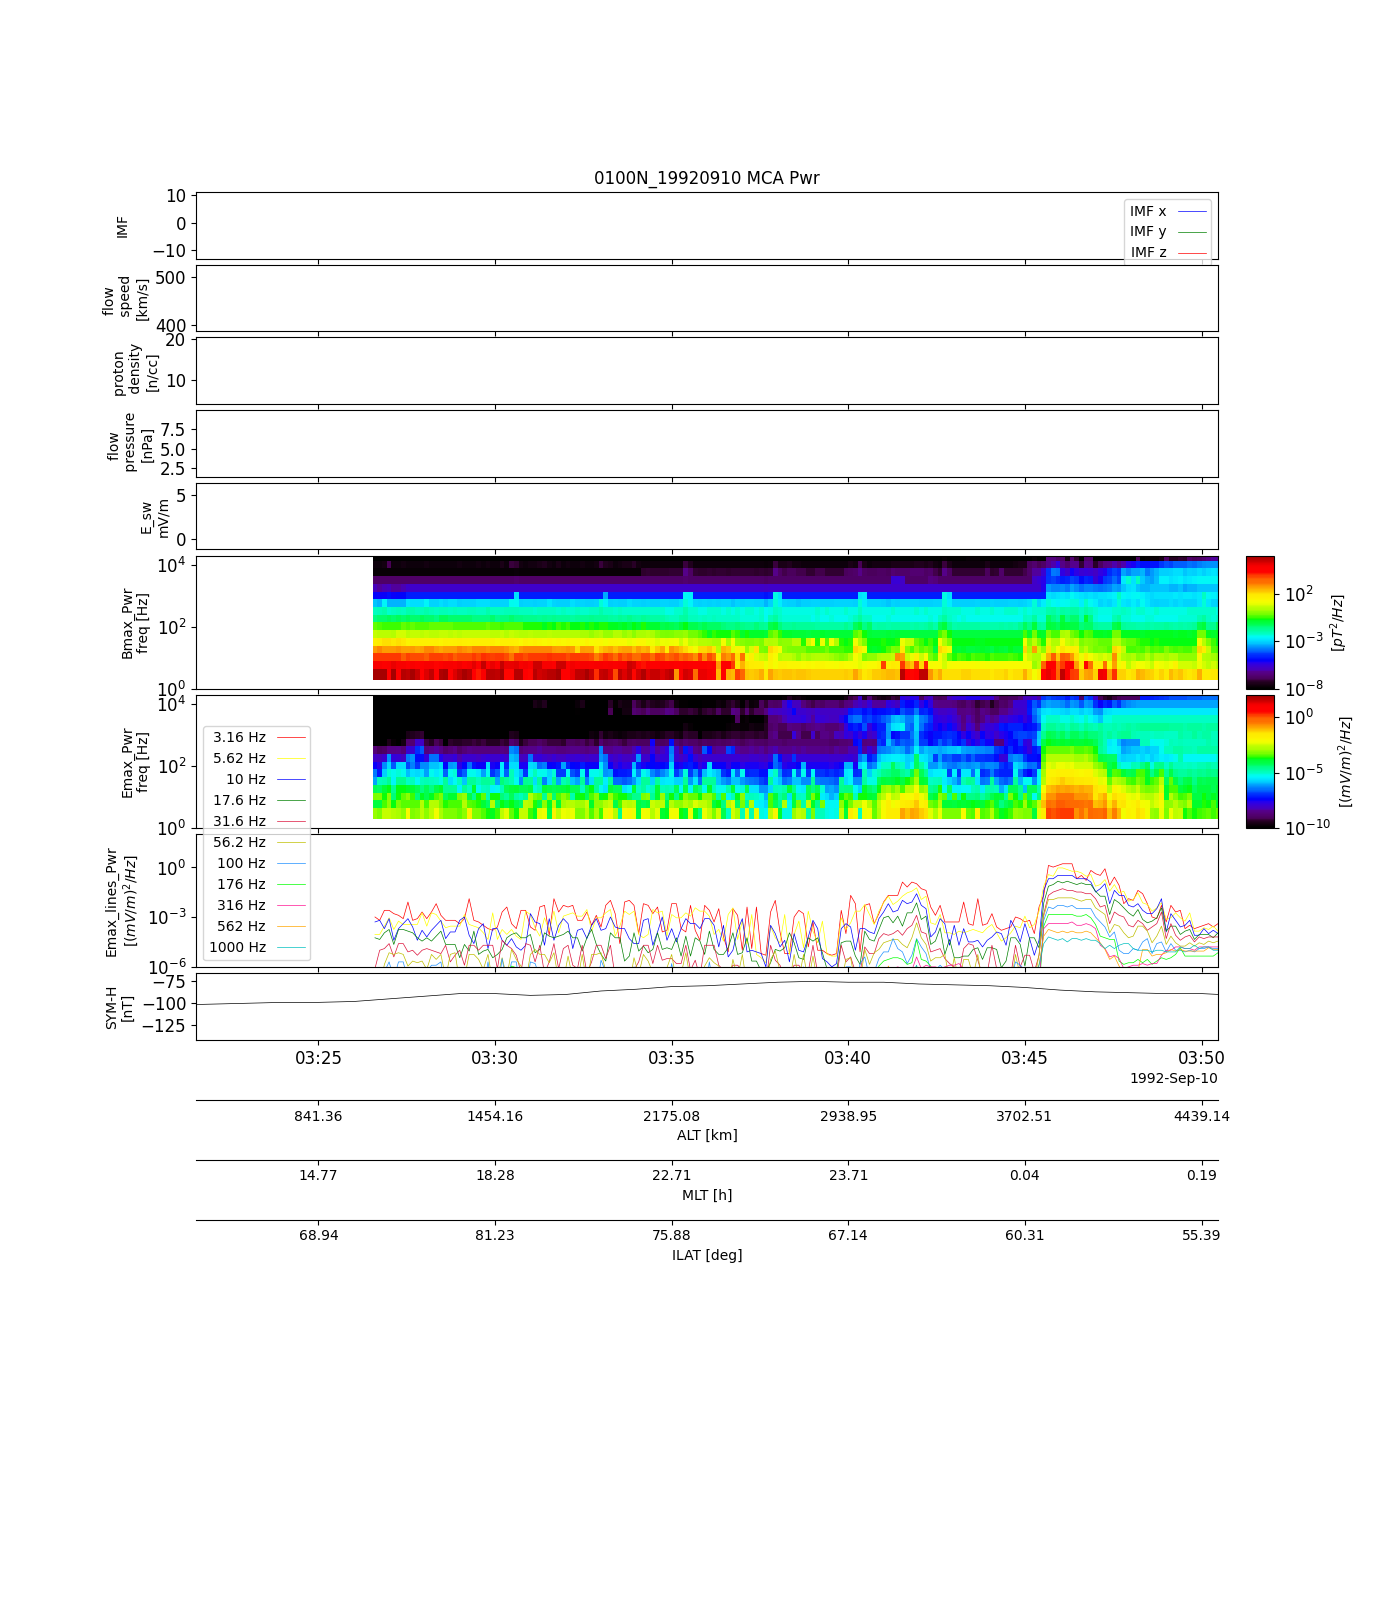 0100N_19920910 MCA Pwr
IMF
10
0
−10
IMF x
IMF y
IMF z
flow
speed
[km/s]
500
400
proton
density
[n/cc]
20
10
flow
pressure
[nPa]
7.5
5.0
2.5
E_sw
mV/m
5
0
Bmax_Pwr
freq [Hz]
10^4
10^2
10^0
10^2
10^−3
10^−8
[pT^2/Hz]
Emax_Pwr
freq [Hz]
10^4
10^2
10^0
10^0
10^−5
10^−10
[(mV/m)^2/Hz]
3.16 Hz
5.62 Hz
10 Hz
17.6 Hz
31.6 Hz
56.2 Hz
100 Hz
176 Hz
316 Hz
562 Hz
1000 Hz
Emax_lines_Pwr
[(mV/m)^2/Hz]
10^0
10^−3
10^−6
SYM-H
[nT]
−75
−100
−125
03:25 03:30 03:35 03:40 03:45 03:50
1992-Sep-10
841.36 1454.16 2175.08 2938.95 3702.51 4439.14
ALT [km]
14.77 18.28 22.71 23.71 0.04 0.19
MLT [h]
68.94 81.23 75.88 67.14 60.31 55.39
ILAT [deg]